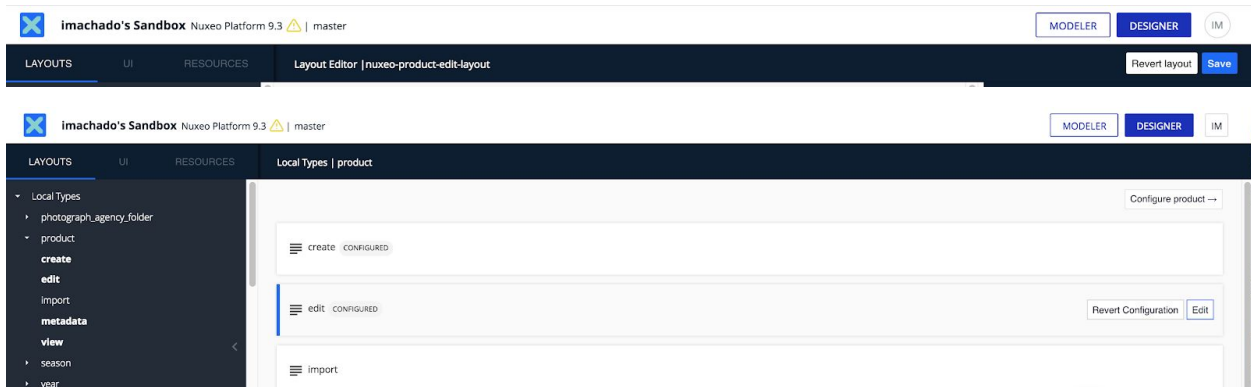 imachado's Sandbox Nuxeo Platform 9.3 | master MODELER DESIGNER IM
LAYOUTS UI RESOURCES Layout Editor |nuxeo-product-edit-layout Revert layout Save
imachado's Sandbox Nuxeo Platform 9.3 | master MODELER DESIGNER IM
LAYOUTS UI RESOURCES Local Types | product
Local Types
Configure product →
photograph_agency_folder
product
create
create CONFIGURED
edit
import
edit CONFIGURED Revert Configuration Edit
metadata
view
season
import
year